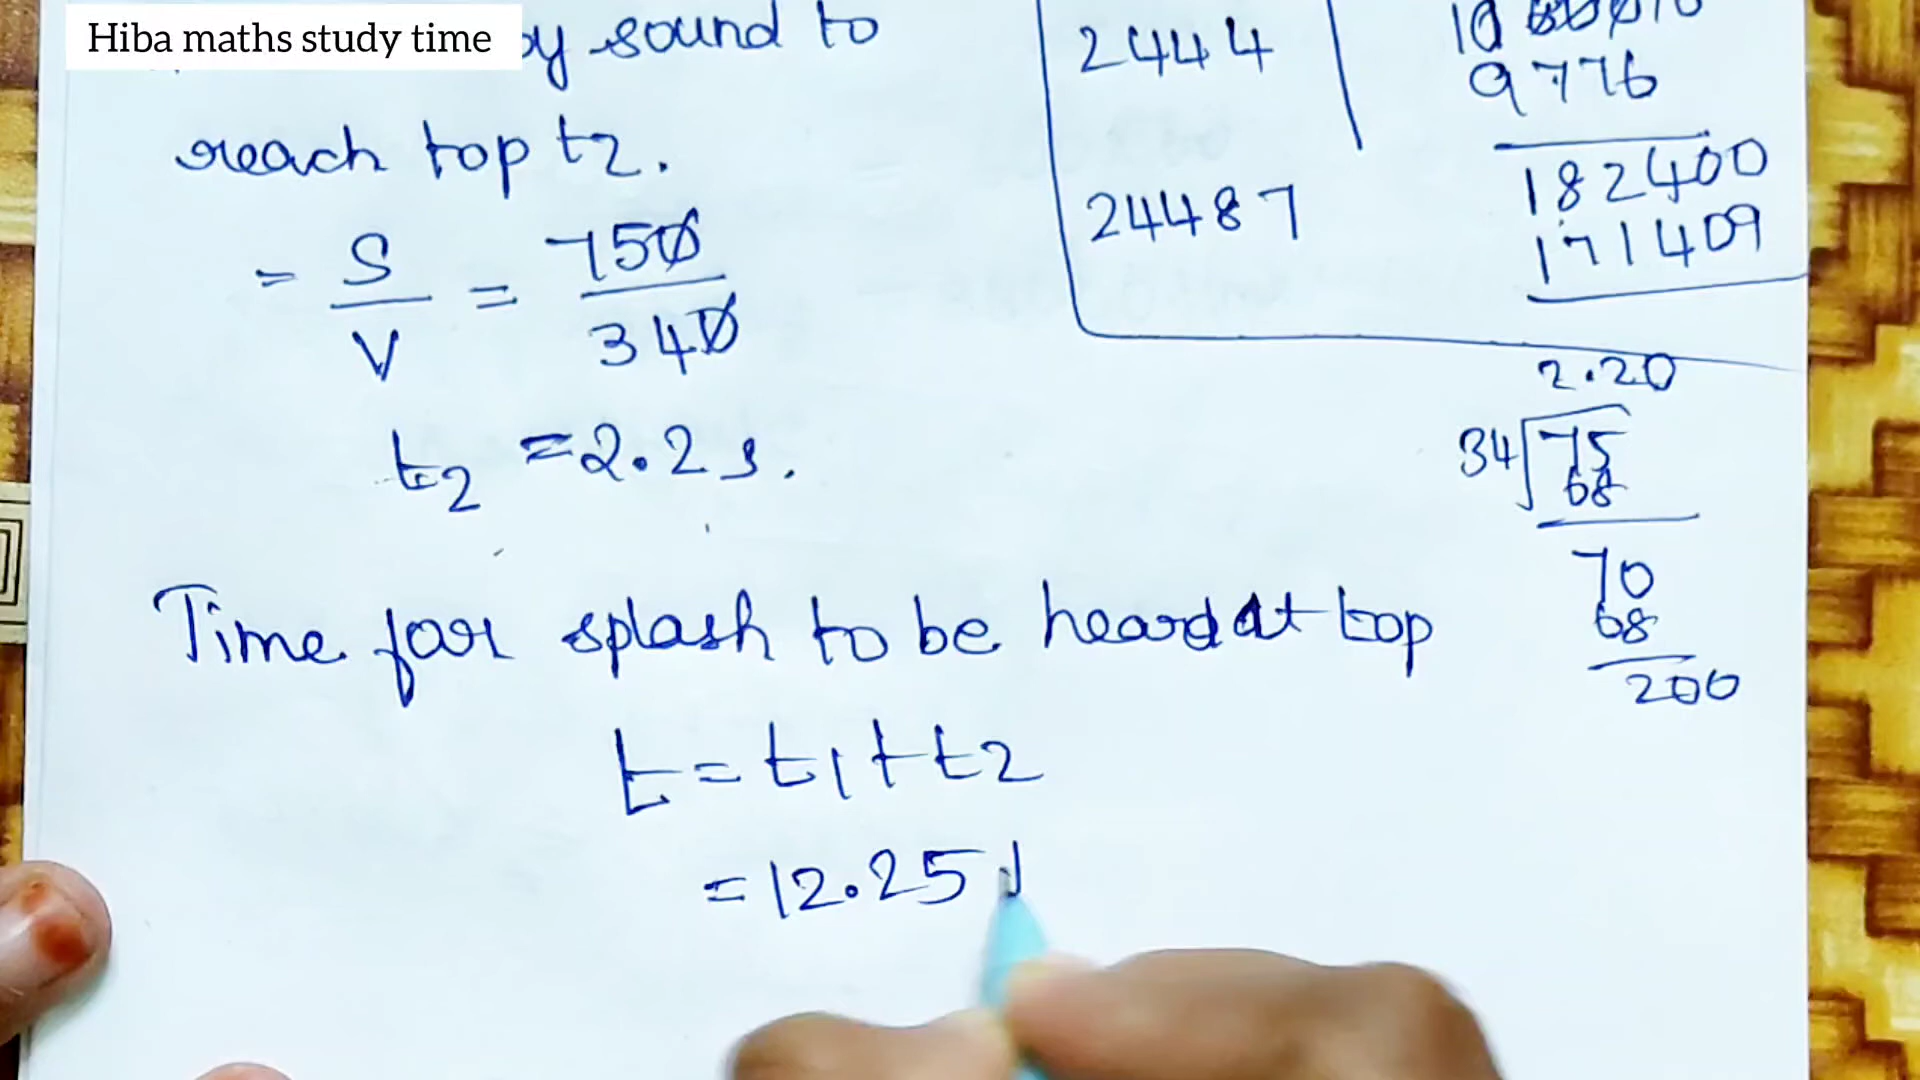 Hiba maths study time
by sound to
reach top t2.
= S/V = 750/340
t2 = 2.2 s.
Time for splash to be heard at top
t = t1 + t2
= 12.25
2444
9776
182400
24487
171409
2.20
34 75
68
70
68
200